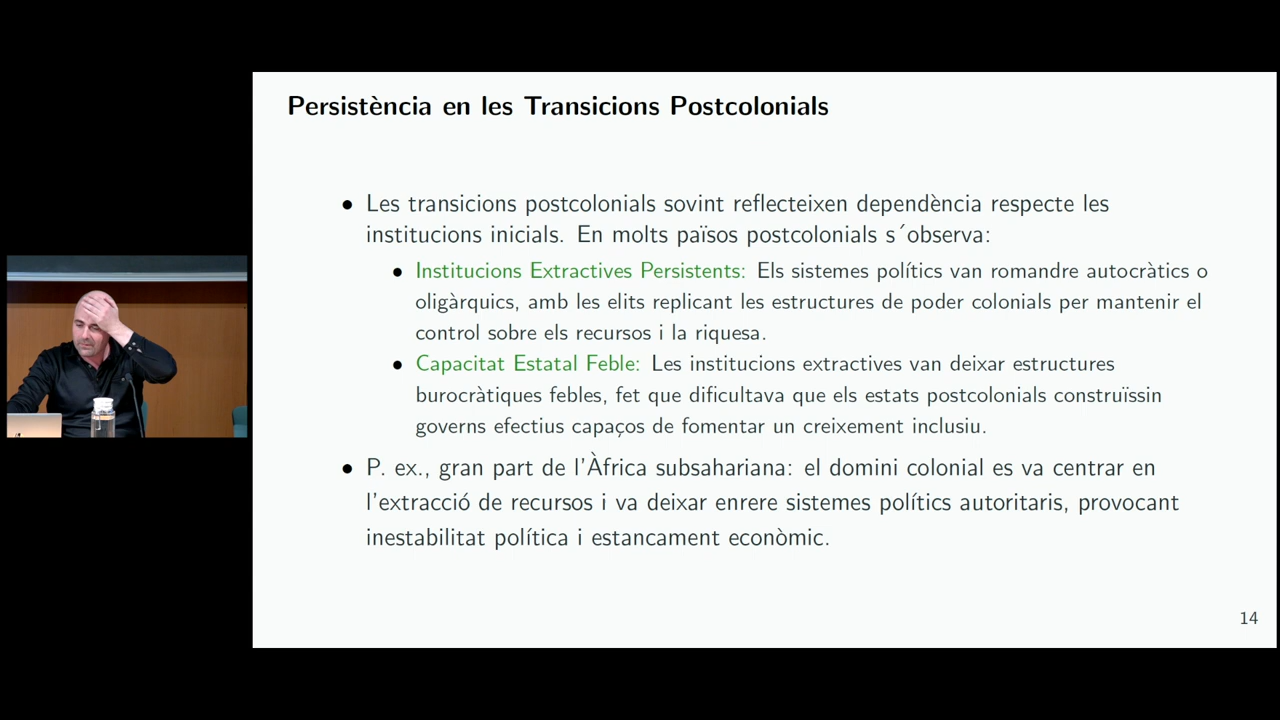 Persistència en les Transicions Postcolonials
• Les transicions postcolonials sovint reflecteixen dependència respecte les
institucions inicials. En molts països postcolonials s´observa:
• Institucions Extractives Persistents: Els sistemes polítics van romandre autocràtics o
oligàrquics, amb les elits replicant les estructures de poder colonials per mantenir el
control sobre els recursos i la riquesa.
• Capacitat Estatal Feble: Les institucions extractives van deixar estructures
burocràtiques febles, fet que dificultava que els estats postcolonials construïssin
governs efectius capaços de fomentar un creixement inclusiu.
• P. ex., gran part de l'Àfrica subsahariana: el domini colonial es va centrar en
l'extracció de recursos i va deixar enrere sistemes polítics autoritaris, provocant
inestabilitat política i estancament econòmic.
14